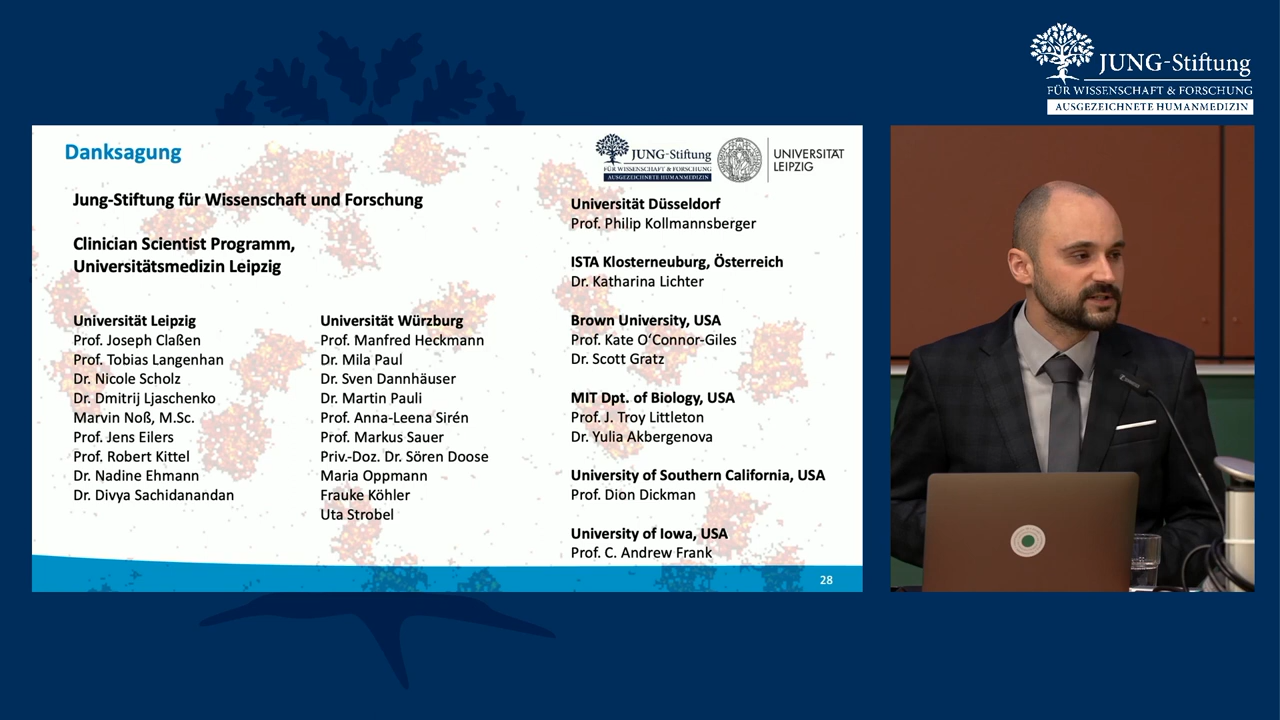 JUNG-Stiftung
FÜR WISSENSCHAFT & FORSCHUNG
AUSGEZEICHNETE HUMANMEDIZIN
Danksagung
JUNG-Stiftung
FÜR WISSENSCHAFT & FORSCHUNG
AUSGEZEICHNETE HUMANMEDIZIN
UNIVERSITÄT
LEIPZIG
Jung-Stiftung für Wissenschaft und Forschung
Clinician Scientist Programm,
Universitätsmedizin Leipzig
Universität Leipzig
Prof. Joseph Claßen
Prof. Tobias Langenhan
Dr. Nicole Scholz
Dr. Dmitrij Ljaschenko
Marvin Noß, M.Sc.
Prof. Jens Eilers
Prof. Robert Kittel
Dr. Nadine Ehmann
Dr. Divya Sachidanandan
Universität Würzburg
Prof. Manfred Heckmann
Dr. Mila Paul
Dr. Sven Dannhäuser
Dr. Martin Pauli
Prof. Anna-Leena Sirén
Prof. Markus Sauer
Priv.-Doz. Dr. Sören Doose
Maria Oppmann
Frauke Köhler
Uta Strobel
Universität Düsseldorf
Prof. Philip Kollmannsberger
ISTA Klosterneuburg, Österreich
Dr. Katharina Lichter
Brown University, USA
Prof. Kate O‘Connor-Giles
Dr. Scott Gratz
MIT Dpt. of Biology, USA
Prof. J. Troy Littleton
Dr. Yulia Akbergenova
University of Southern California, USA
Prof. Dion Dickman
University of Iowa, USA
Prof. C. Andrew Frank
28